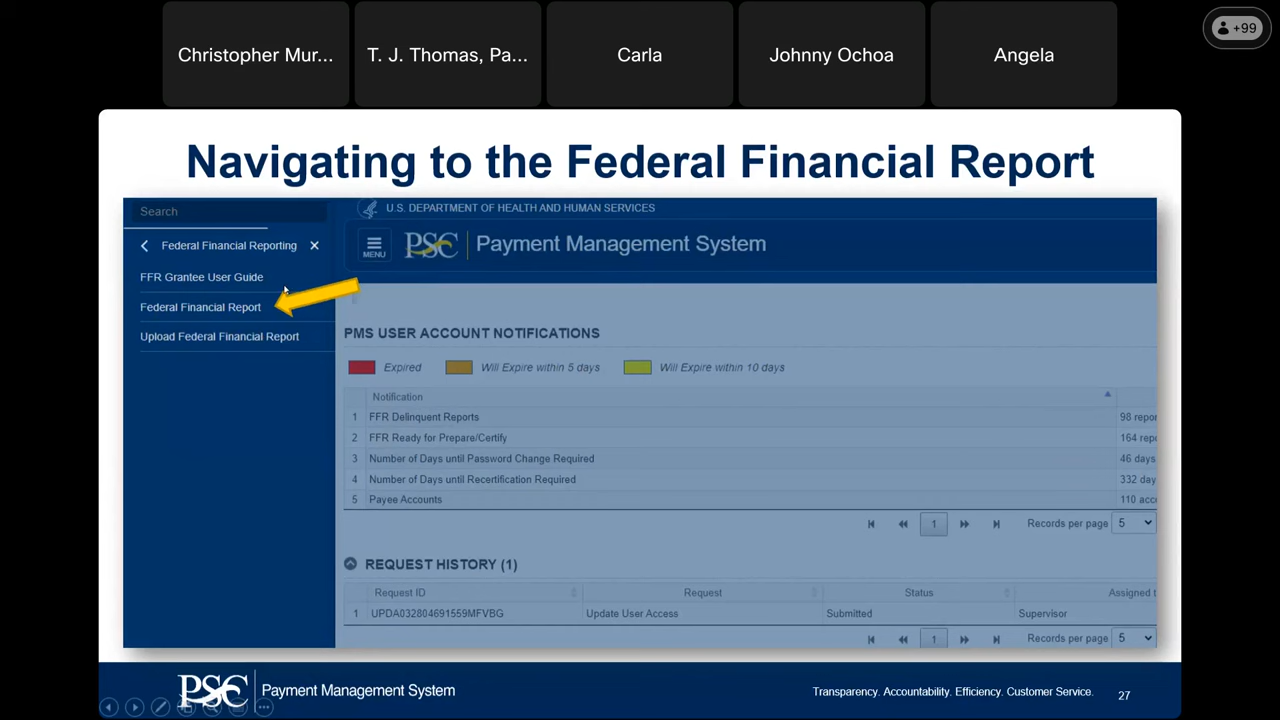 Christopher Mur...
T. J. Thomas, Pa...
Carla
Johnny Ochoa
Angela
+99
Navigating to the Federal Financial Report
Search
Federal Financial Reporting
FFR Grantee User Guide
Federal Financial Report
Upload Federal Financial Report
U.S. DEPARTMENT OF HEALTH AND HUMAN SERVICES
MENU
PSC Payment Management System
PMS USER ACCOUNT NOTIFICATIONS
Expired Will Expire within 5 days Will Expire within 10 days
Notification
1 FFR Delinquent Reports 98 repor
2 FFR Ready for Prepare/Certify 164 repo
3 Number of Days until Password Change Required 46 days
4 Number of Days until Recertification Required 332 day
5 Payee Accounts 110 acc
1 Records per page 5
REQUEST HISTORY (1)
Request ID Request Status Assigned t
1 UPDA032804691559MFVBG Update User Access Submitted Supervisor
1 Records per page 5
PSC Payment Management System
Transparency. Accountability. Efficiency. Customer Service. 27